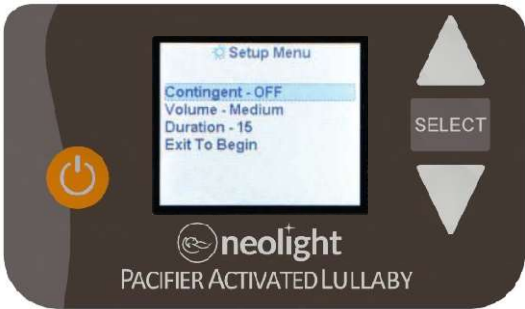 Setup Menu
Contingent - OFF
Volume - Medium
Duration - 15
Exit To Begin
SELECT
neolight
PACIFIER ACTIVATED LULLABY